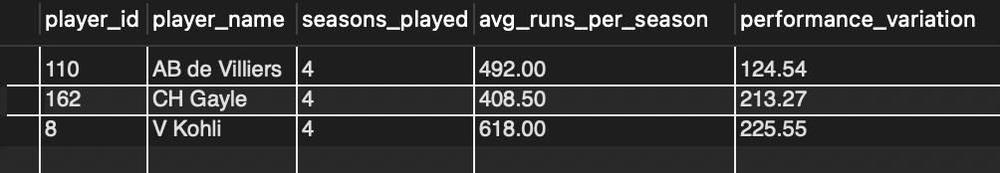 player_id player_name seasons_played avg_runs_per_season performance_variation
110 AB de Villiers 4 492.00 124.54
162 CH Gayle 4 408.50 213.27
8 V Kohli 4 618.00 225.55